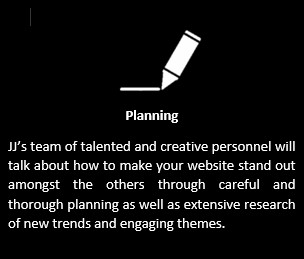 Planning
JJ’s team of talented and creative personnel will
talk about how to make your website stand out
amongst the others through careful and
thorough planning as well as extensive research
of new trends and engaging themes.